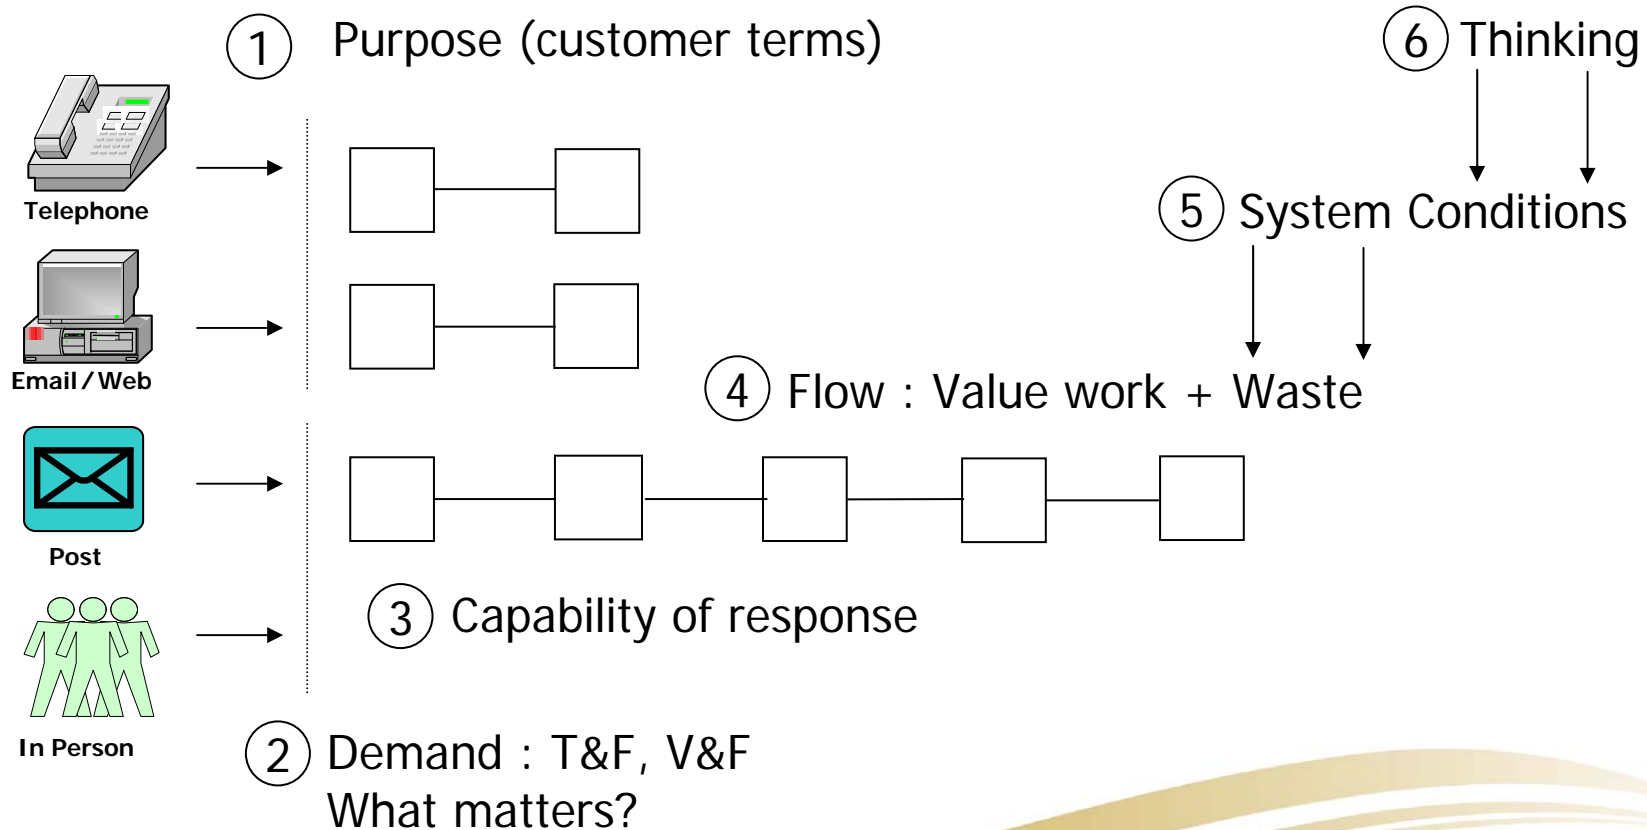 1 Purpose (customer terms)
6 Thinking
Telephone
5 System Conditions
Email / Web
4 Flow : Value work + Waste
Post
3 Capability of response
In Person
2 Demand : T&F, V&F
What matters?